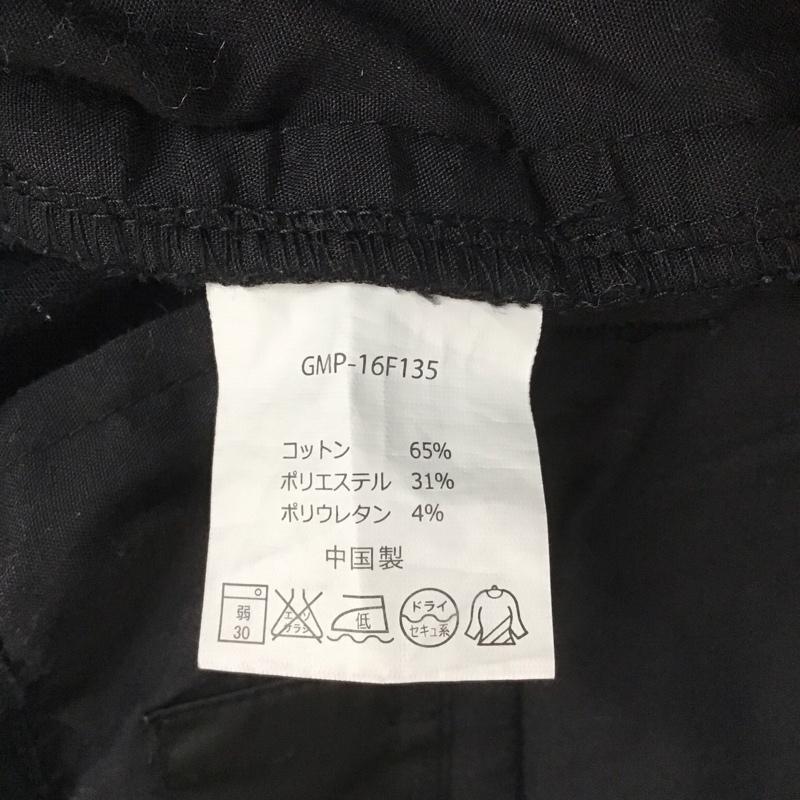 GMP-16F135
コットン 65%
ポリエステル 31%
ポリウレタン 4%
中国製
弱 エンソ 低 ドライ
30 サラシ セキュ系